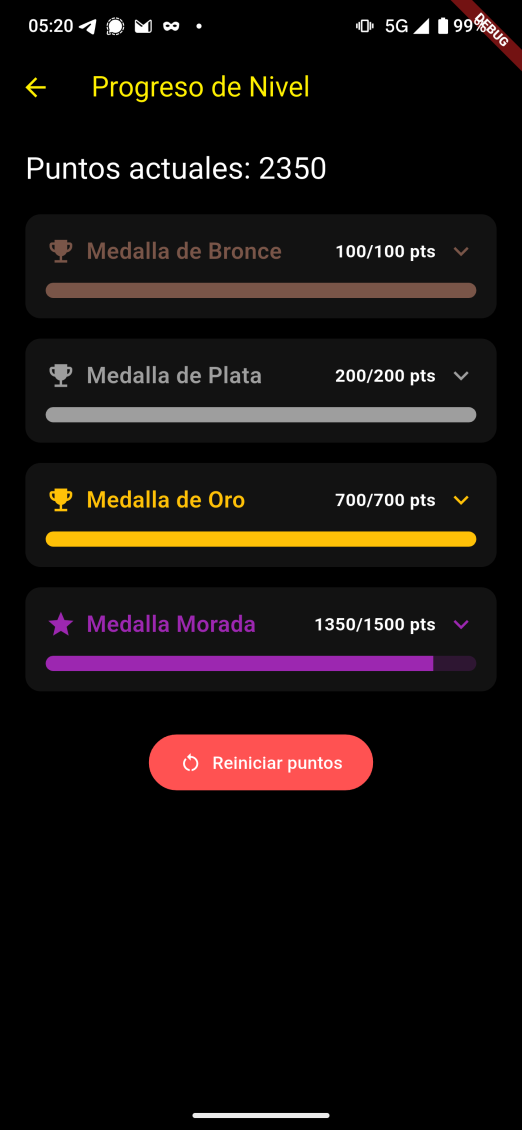 05:20
5G 99%
DEBUG
Progreso de Nivel
Puntos actuales: 2350
Medalla de Bronce 100/100 pts
Medalla de Plata 200/200 pts
Medalla de Oro 700/700 pts
Medalla Morada 1350/1500 pts
Reiniciar puntos